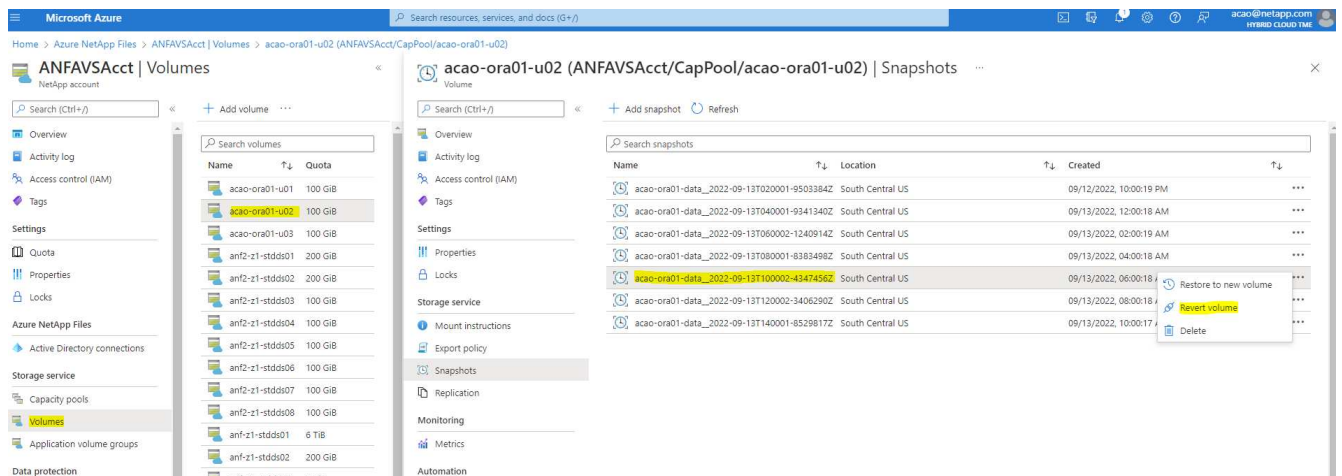 Microsoft Azure
Search resources, services, and docs (G+/)
acao@netapp.com
HYBRID CLOUD TME
Home > Azure NetApp Files > ANFAVSAcct | Volumes > acao-ora01-u02 (ANFAVSAcct/CapPool/acao-ora01-u02)
ANFAVSAcct | Volumes
NetApp account
Search (Ctrl+/)
Overview
Activity log
Access control (IAM)
Tags
Settings
Quota
Properties
Locks
Azure NetApp Files
Active Directory connections
Storage service
Capacity pools
Volumes
Application volume groups
Data protection
+ Add volume ...
Search volumes
Name Quota
acao-ora01-u01 100 GiB
acao-ora01-u02 100 GiB
acao-ora01-u03 100 GiB
anf2-z1-stdds01 200 GiB
anf2-z1-stdds02 200 GiB
anf2-z1-stdds03 100 GiB
anf2-z1-stdds04 100 GiB
anf2-z1-stdds05 100 GiB
anf2-z1-stdds06 100 GiB
anf2-z1-stdds07 100 GiB
anf2-z1-stdds08 100 GiB
anf-z1-stdds01 6 TiB
anf-z1-stdds02 200 GiB
acao-ora01-u02 (ANFAVSAcct/CapPool/acao-ora01-u02) | Snapshots ...
Volume
Search (Ctrl+/)
Overview
Activity log
Access control (IAM)
Tags
Settings
Properties
Locks
Storage service
Mount instructions
Export policy
Snapshots
Replication
Monitoring
Metrics
Automation
+ Add snapshot Refresh
Search snapshots
Name Location Created
acao-ora01-data__2022-09-13T020001-9503384Z South Central US 09/12/2022, 10:00:19 PM ...
acao-ora01-data__2022-09-13T040001-9341340Z South Central US 09/13/2022, 12:00:18 AM ...
acao-ora01-data__2022-09-13T060002-1240914Z South Central US 09/13/2022, 02:00:19 AM ...
acao-ora01-data__2022-09-13T080001-8383498Z South Central US 09/13/2022, 04:00:18 AM ...
acao-ora01-data__2022-09-13T100002-4347456Z South Central US 09/13/2022, 06:00:18 ...
acao-ora01-data__2022-09-13T120002-3406290Z South Central US 09/13/2022, 08:00:18 ...
acao-ora01-data__2022-09-13T140001-8529817Z South Central US 09/13/2022, 10:00:17 ...
Restore to new volume
Revert volume
Delete